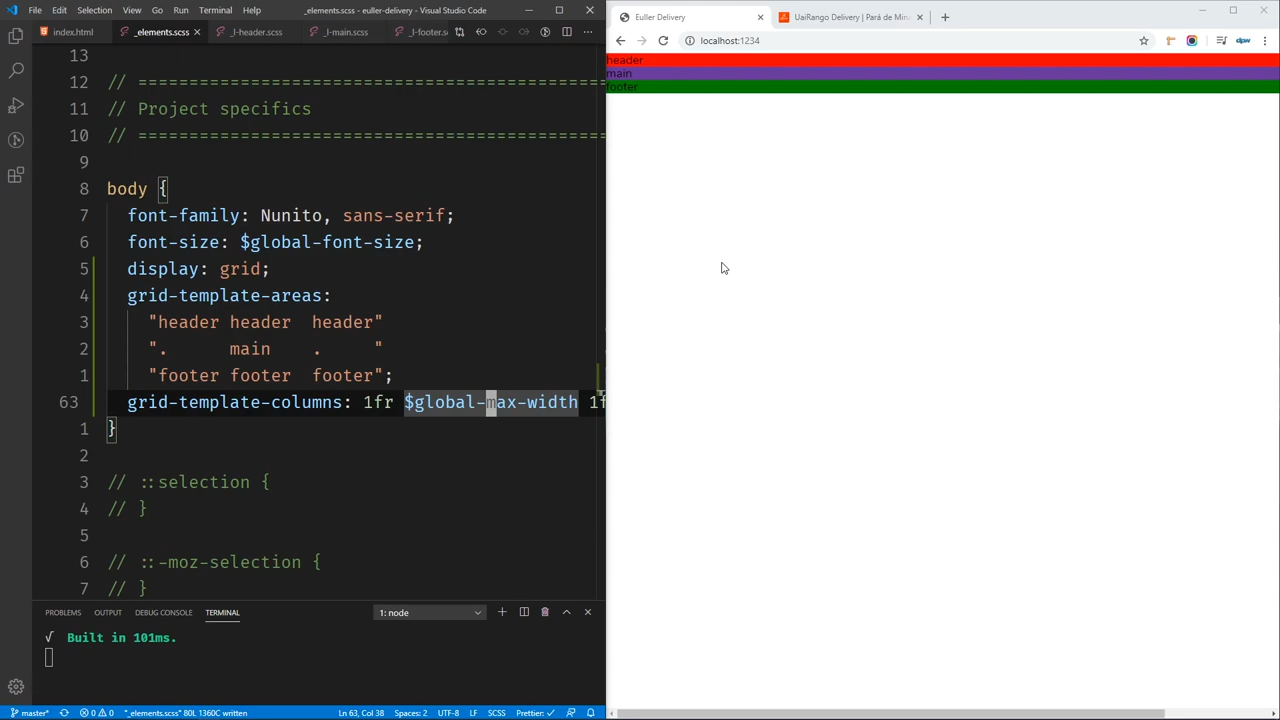 File Edit Selection View Go Run Terminal Help _elements.scss - euller-delivery - Visual Studio Code
Euller Delivery UaiRango Delivery | Pará de Min
index.html _elements.scss _l-header.scss _l-main.scss _l-footer.s
localhost:1234
header
main
footer
13
12 // ==============================================
11 // Project specifics
10 // ==============================================
9
8 body {
7 font-family: Nunito, sans-serif;
6 font-size: $global-font-size;
5 display: grid;
4 grid-template-areas:
3 "header header  header"
2 ".      main    .      "
1 "footer footer  footer";
63 grid-template-columns: 1fr $global-max-width 1f
1 }
2
3 // ::selection {
4 // }
5
6 // ::-moz-selection {
7 // }
PROBLEMS OUTPUT DEBUG CONSOLE TERMINAL 1: node
√ Built in 101ms.
master* 0 0 "_elements.scss" 80L 1360C written Ln 63, Col 38 Spaces: 2 UTF-8 LF SCSS Prettier: ✓